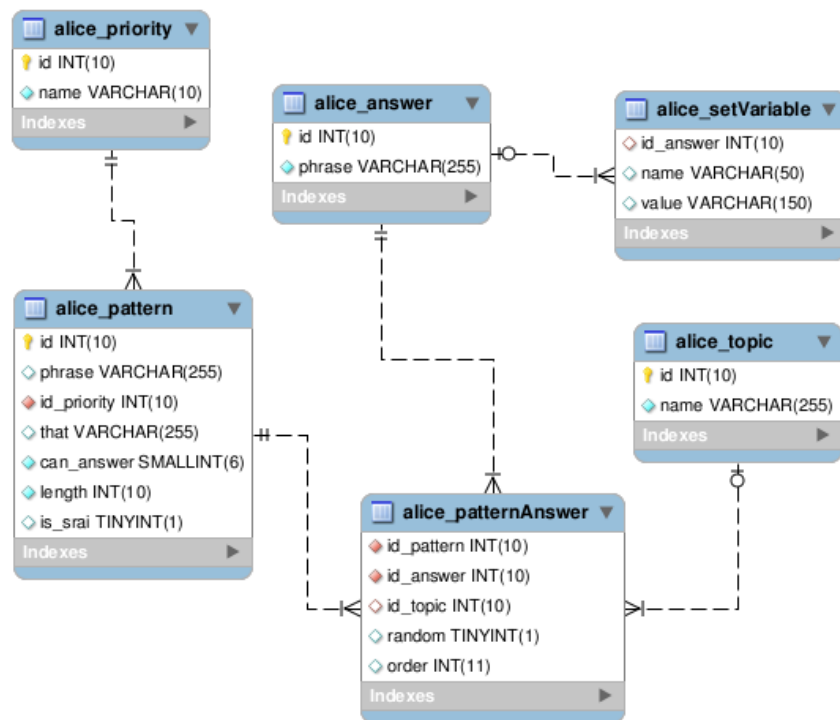 alice_priority
id INT(10)
name VARCHAR(10)
Indexes
alice_answer
id INT(10)
phrase VARCHAR(255)
Indexes
alice_setVariable
id_answer INT(10)
name VARCHAR(50)
value VARCHAR(150)
Indexes
alice_pattern
id INT(10)
phrase VARCHAR(255)
id_priority INT(10)
that VARCHAR(255)
can_answer SMALLINT(6)
length INT(10)
is_srai TINYINT(1)
Indexes
alice_topic
id INT(10)
name VARCHAR(255)
Indexes
alice_patternAnswer
id_pattern INT(10)
id_answer INT(10)
id_topic INT(10)
random TINYINT(1)
order INT(11)
Indexes